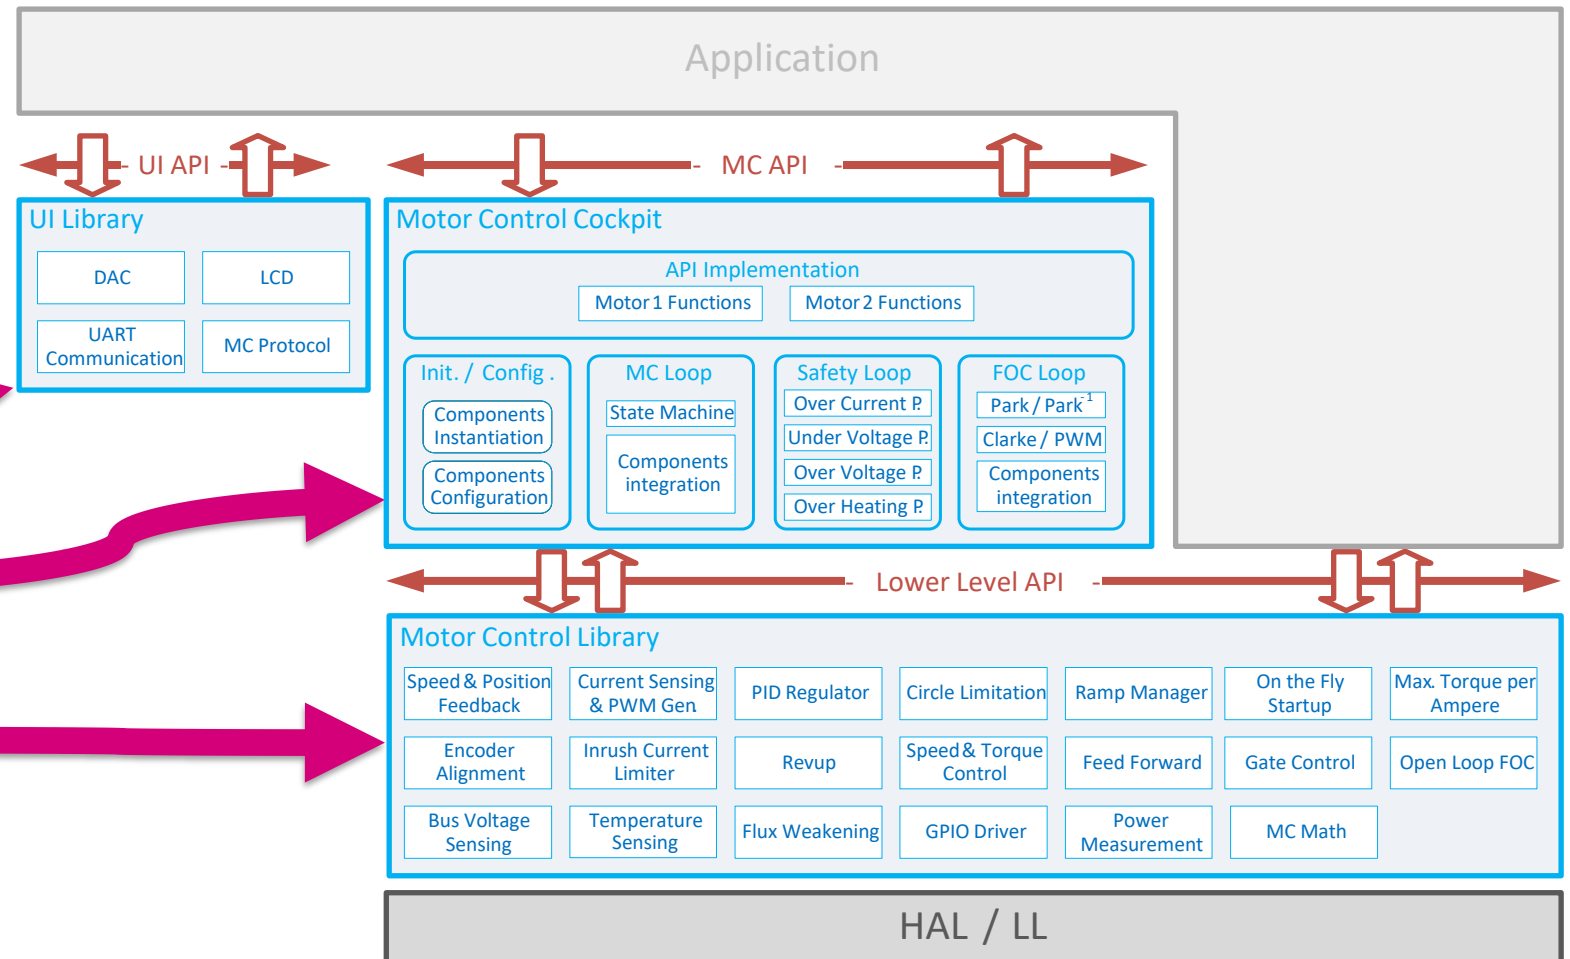 Application
- UI API -
- MC API -
UI Library
DAC
LCD
UART
Communication
MC Protocol
Motor Control Cockpit
API Implementation
Motor 1 Functions
Motor 2 Functions
Init. / Config .
Components
Instantiation
Components
Configuration
MC Loop
State Machine
Components
integration
Safety Loop
Over Current P.
Under Voltage P.
Over Voltage P.
Over Heating P.
FOC Loop
Park / Park-1
Clarke / PWM
Components
integration
- Lower Level API -
Motor Control Library
Speed & Position
Feedback
Current Sensing
& PWM Gen.
PID Regulator
Circle Limitation
Ramp Manager
On the Fly
Startup
Max. Torque per
Ampere
Encoder
Alignment
Inrush Current
Limiter
Revup
Speed & Torque
Control
Feed Forward
Gate Control
Open Loop FOC
Bus Voltage
Sensing
Temperature
Sensing
Flux Weakening
GPIO Driver
Power
Measurement
MC Math
HAL / LL